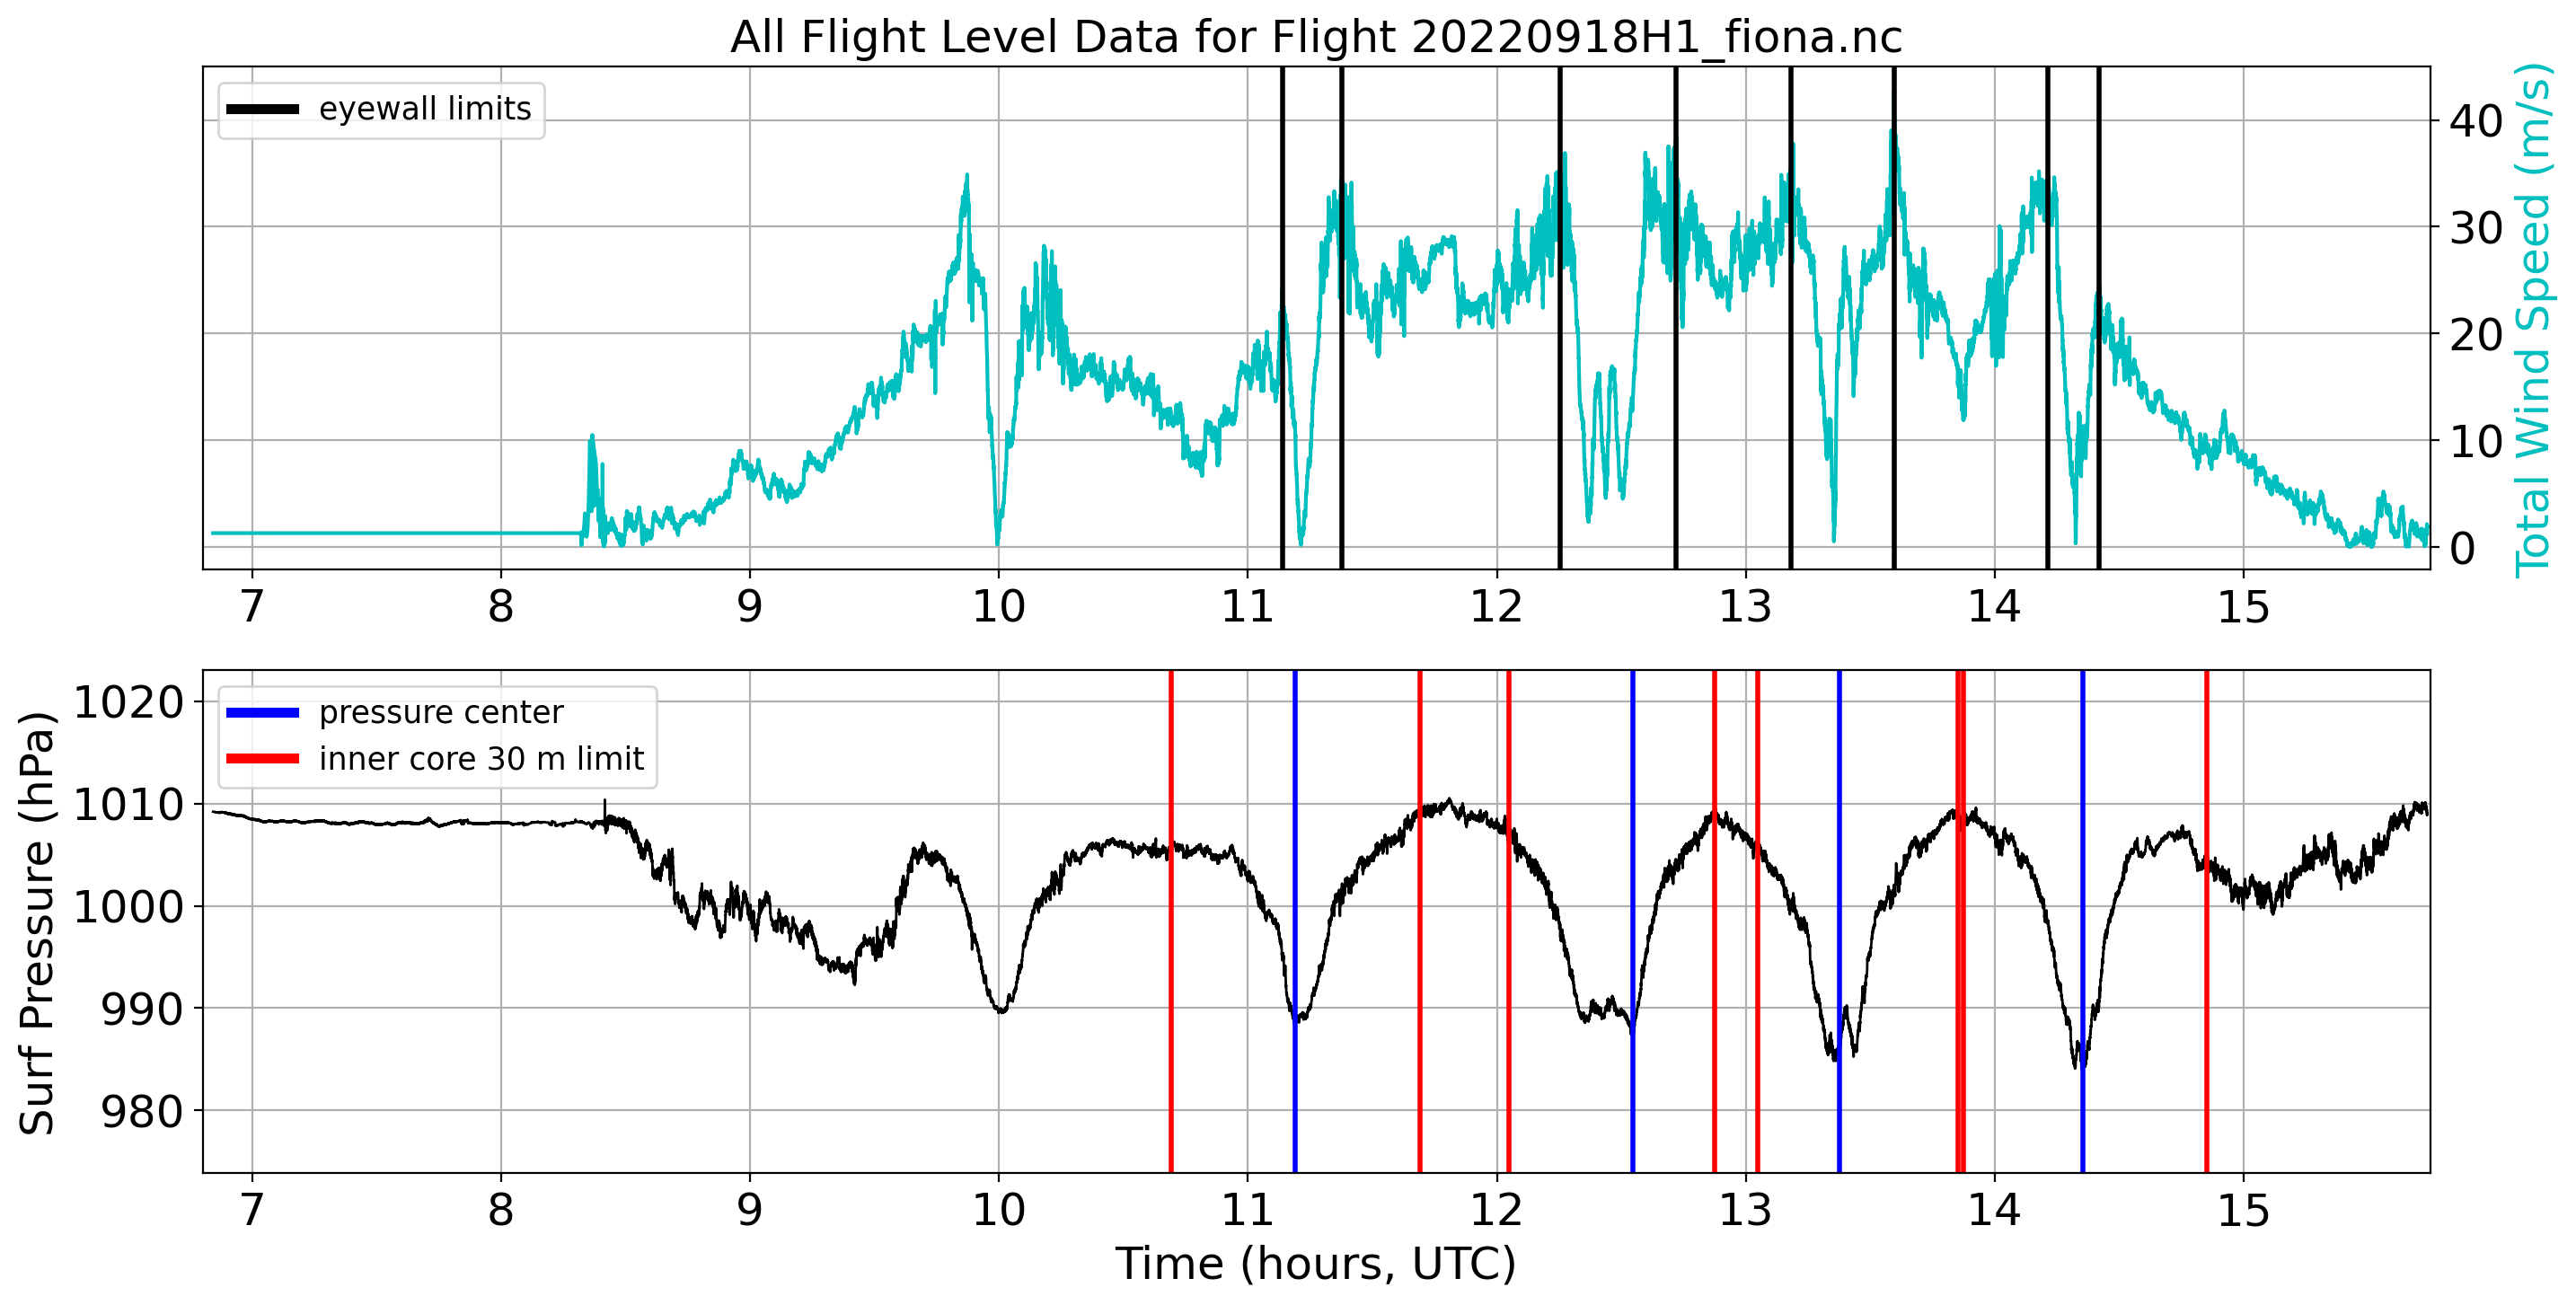 All Flight Level Data for Flight 20220918H1_fiona.nc
eyewall limits
40
30
20
10
0
Total Wind Speed (m/s)
7 8 9 10 11 12 13 14 15
pressure center
inner core 30 m limit
1020
1010
1000
990
980
Surf Pressure (hPa)
7 8 9 10 11 12 13 14 15
Time (hours, UTC)